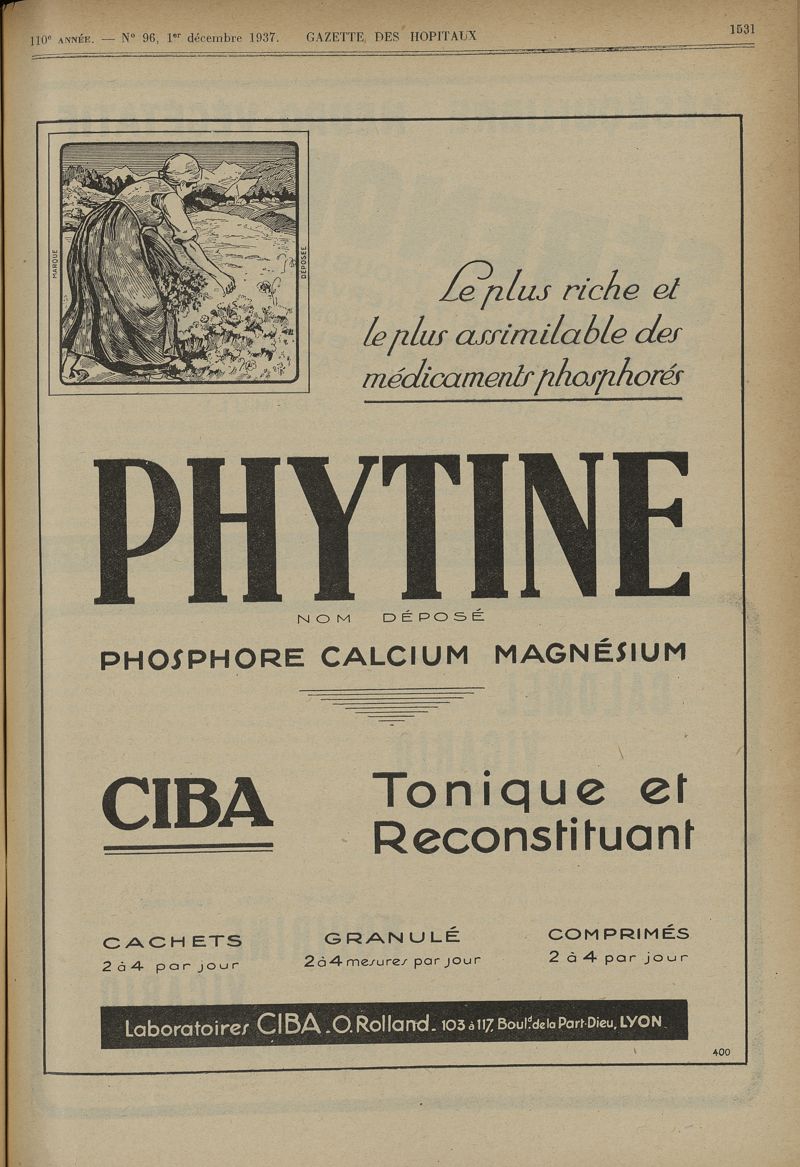 110e ANNÉE. — N° 96, 1er décembre 1937. GAZETTE DES HOPITAUX 1531
MARQUE
DÉPOSÉE
Le plus riche et
le plus assimilable des
médicaments phosphorés
PHYTINE
NOM DÉPOSÉ
PHOSPHORE CALCIUM MAGNÉSIUM
CIBA
Tonique et
Reconstituant
CACHETS
2 à 4 par jour
GRANULÉ
2 à 4 mesures par jour
COMPRIMÉS
2 à 4 par jour
Laboratoires CIBA _ O. Rolland _ 103 à 117, Boul.d de la Part-Dieu, LYON
400